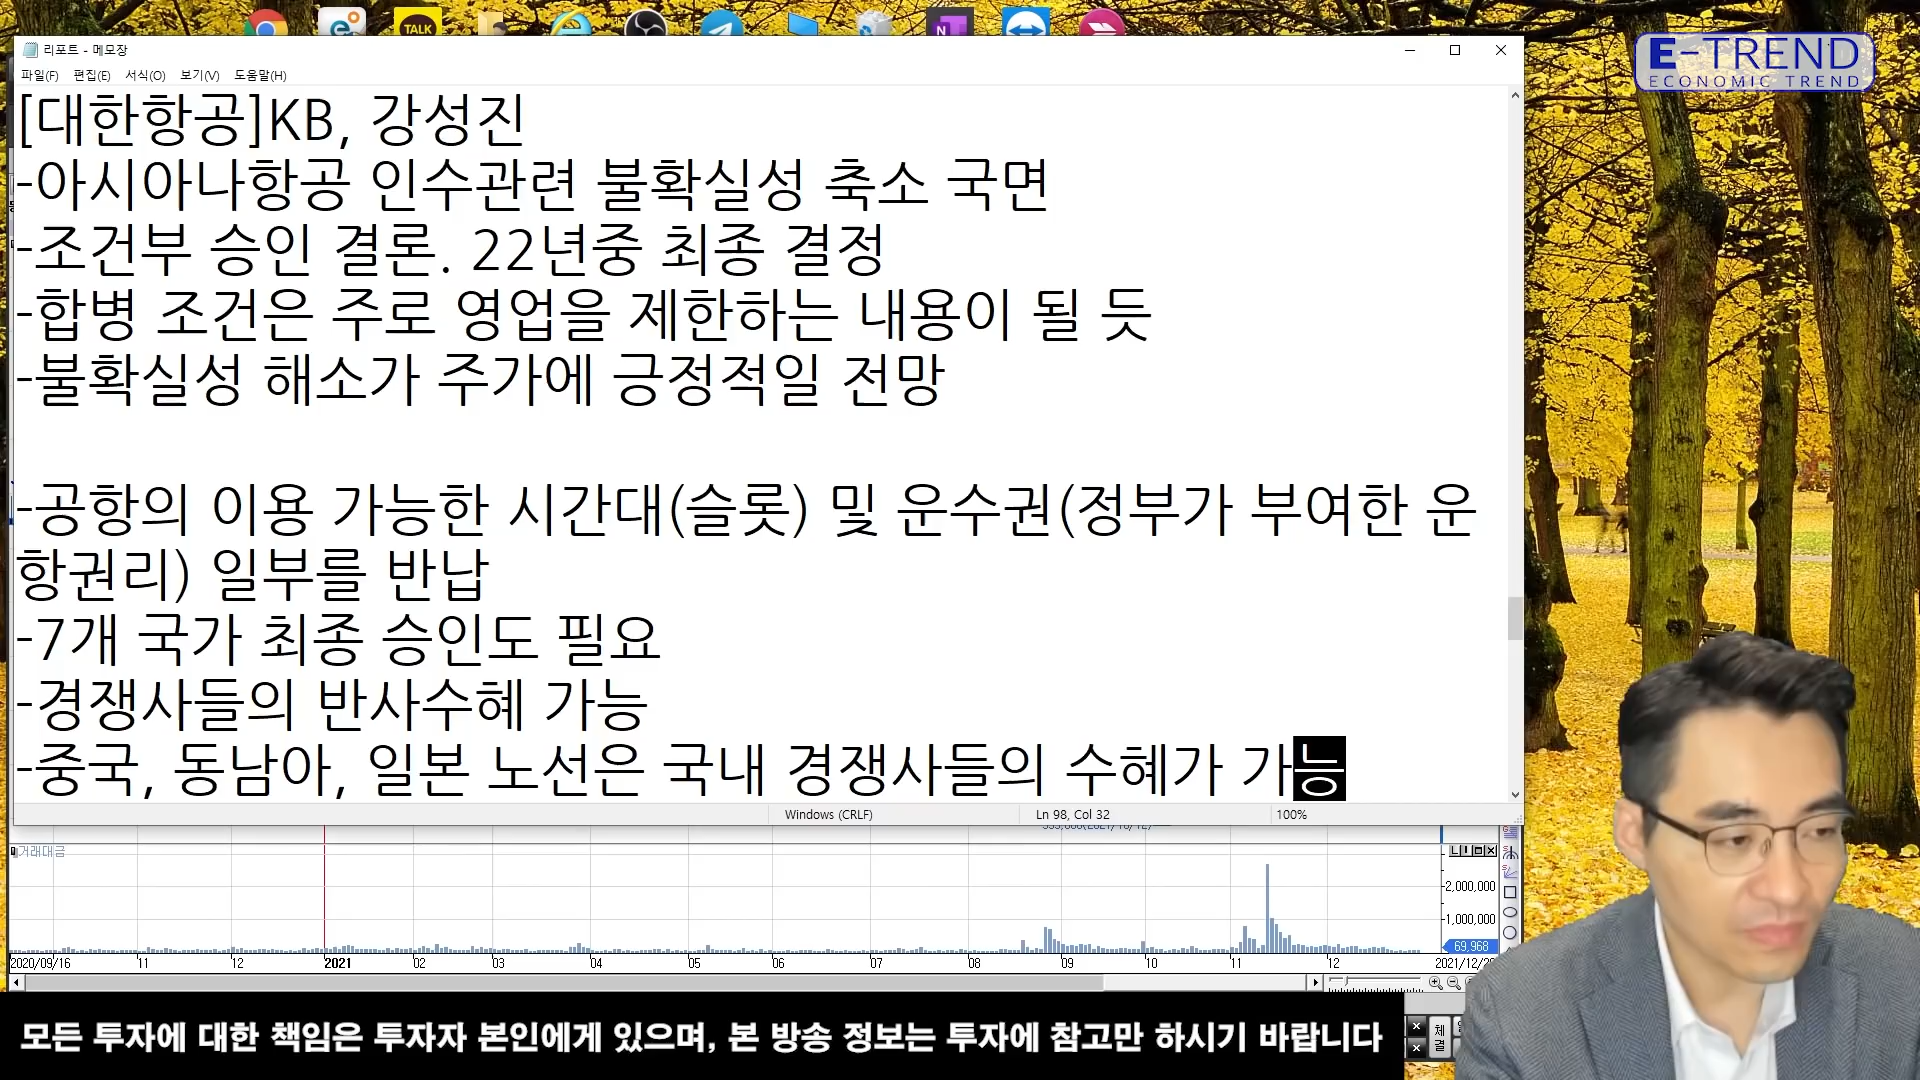 TALK
리포트 - 메모장
E-TREND
ECONOMIC TREND
파일(F) 편집(E) 서식(O) 보기(V) 도움말(H)
[대한항공]KB, 강성진
-아시아나항공 인수관련 불확실성 축소 국면
-조건부 승인 결론. 22년중 최종 결정
-합병 조건은 주로 영업을 제한하는 내용이 될 듯
-불확실성 해소가 주가에 긍정적일 전망
-공항의 이용 가능한 시간대(슬롯) 및 운수권(정부가 부여한 운
항권리) 일부를 반납
-7개 국가 최종 승인도 필요
-경쟁사들의 반사수혜 가능
-중국, 동남아, 일본 노선은 국내 경쟁사들의 수혜가 가능
Windows (CRLF) Ln 98, Col 32 100%
거래대금
2,000,000
1,000,000
69,968
2020/09/16 11 12 2021 02 03 04 05 06 07 08 09 10 11 12 2021/12/2
모든 투자에 대한 책임은 투자자 본인에게 있으며, 본 방송 정보는 투자에 참고만 하시기 바랍니다
체
결